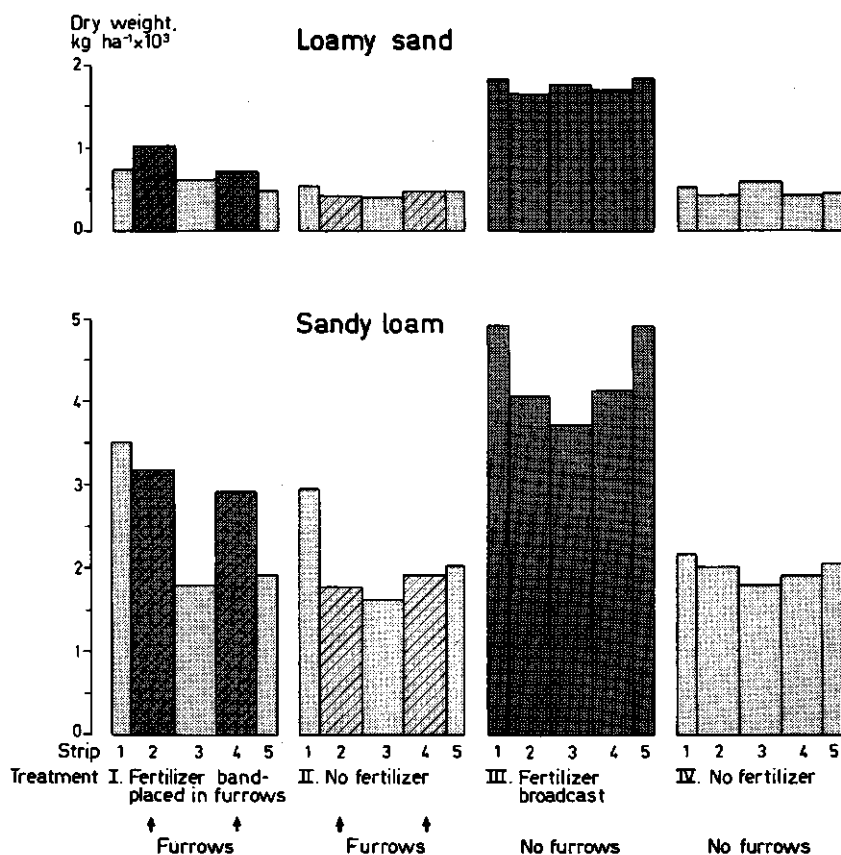 Dry weight.
kg ha⁻¹×10³
Loamy sand
2
1
0
Sandy loam
5
4
3
2
1
0
Strip 1 2 3 4 5 1 2 3 4 5 1 2 3 4 5 1 2 3 4 5
Treatment I. Fertilizer band- II. No fertilizer III. Fertilizer IV. No fertilizer
placed in furrows broadcast
Furrows Furrows No furrows No furrows